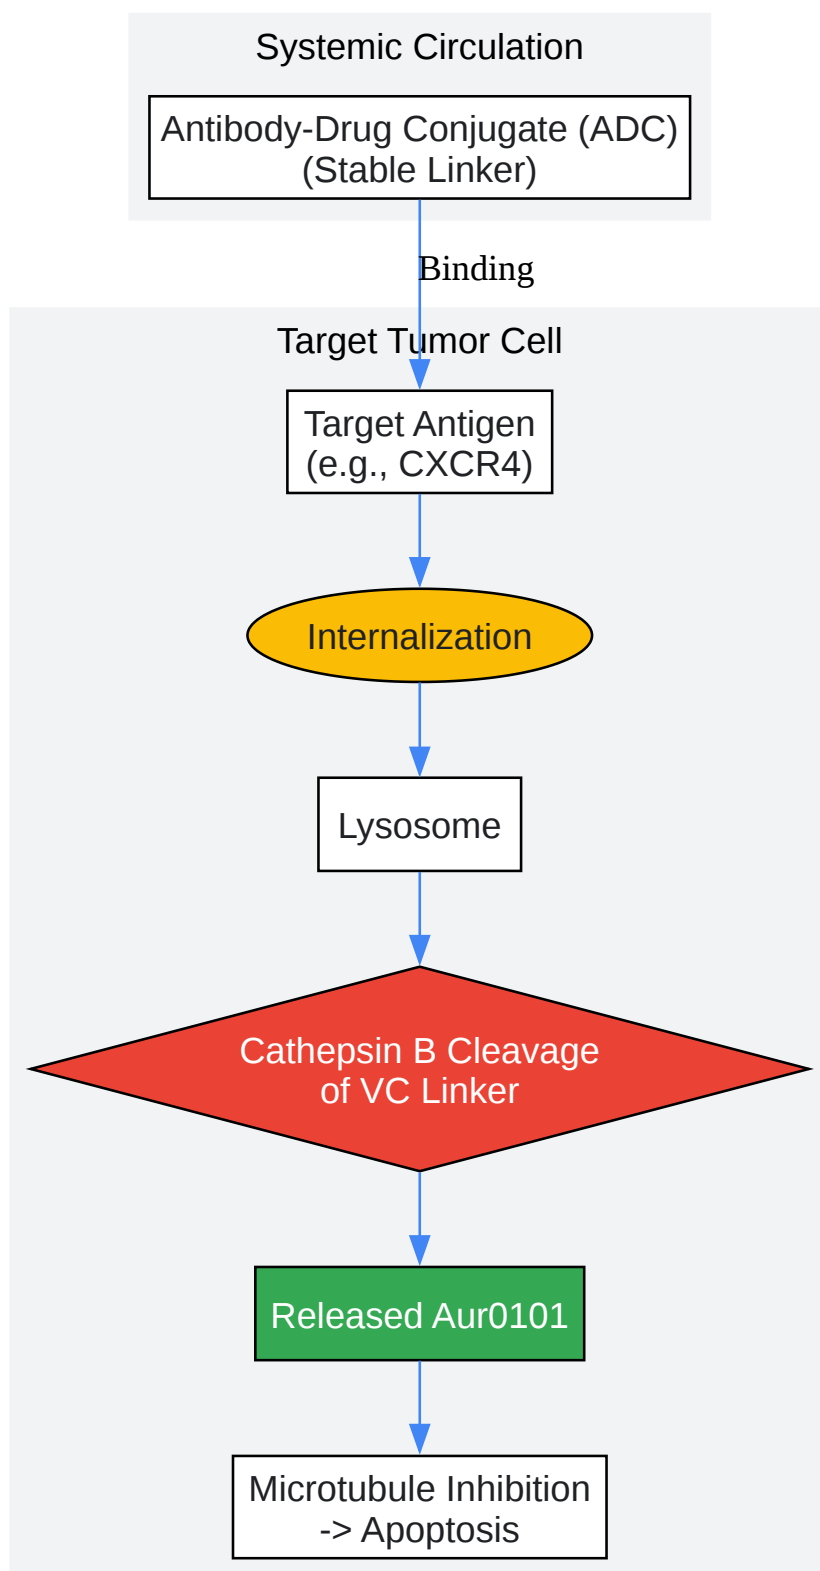 Systemic Circulation
Antibody-Drug Conjugate (ADC)
(Stable Linker)
Binding
Target Tumor Cell
Target Antigen
(e.g., CXCR4)
Internalization
Lysosome
Cathepsin B Cleavage
of VC Linker
Released Aur0101
Microtubule Inhibition
-> Apoptosis